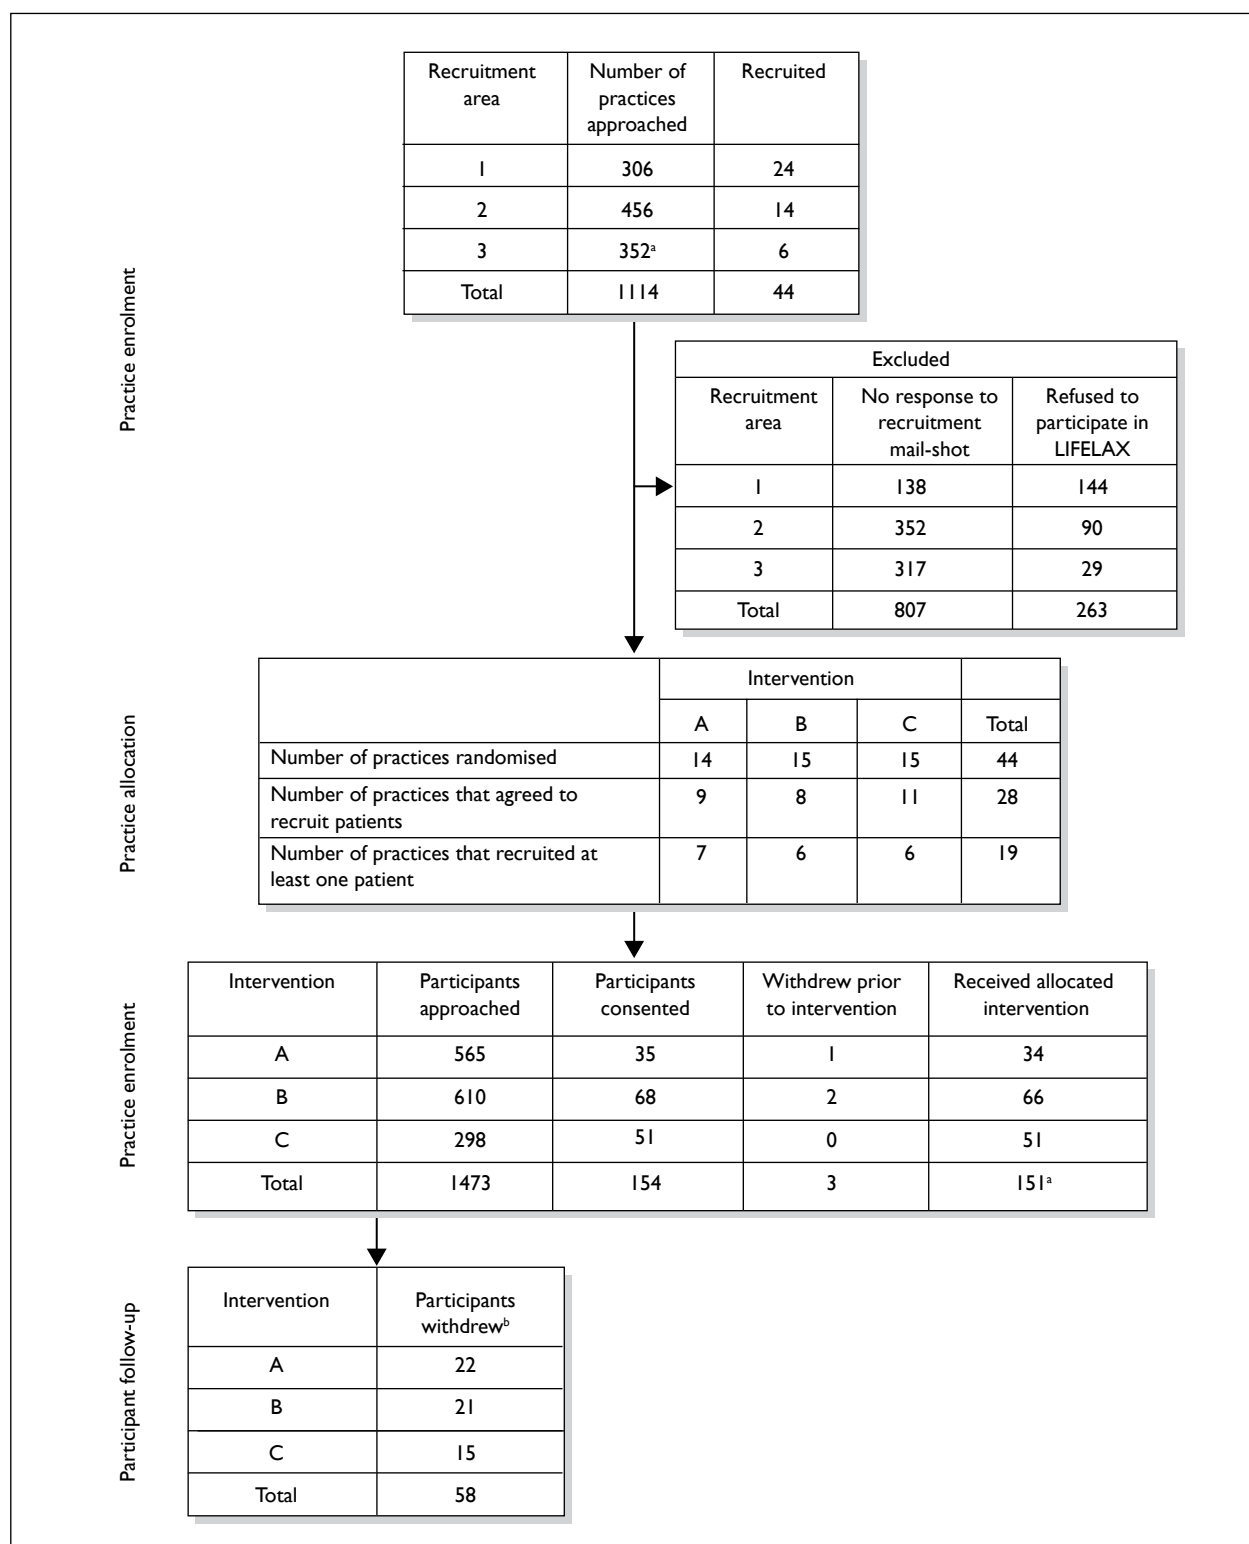 Recruitment area
Number of practices approached
Recruited
1 306 24
2 456 14
3 352a 6
Total 1114 44
Practice enrolment
Excluded
Recruitment area
No response to recruitment mail-shot
Refused to participate in LIFELAX
1 138 144
2 352 90
3 317 29
Total 807 263
Practice allocation
Intervention
A B C Total
Number of practices randomised 14 15 15 44
Number of practices that agreed to recruit patients 9 8 11 28
Number of practices that recruited at least one patient 7 6 6 19
Practice enrolment
Intervention
Participants approached
Participants consented
Withdrew prior to intervention
Received allocated intervention
A 565 35 1 34
B 610 68 2 66
C 298 51 0 51
Total 1473 154 3 151a
Participant follow-up
Intervention
Participants withdrewb
A 22
B 21
C 15
Total 58